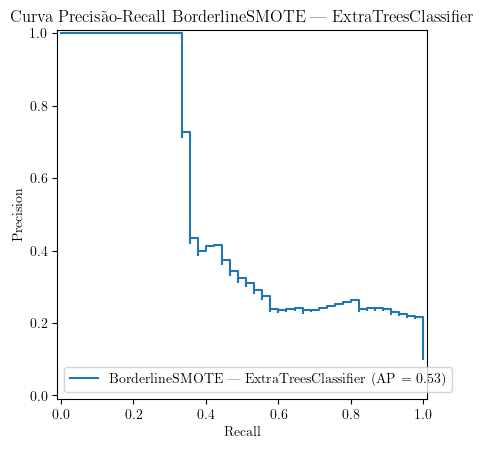 Curva Precisão-Recall BorderlineSMOTE — ExtraTreesClassifier
1.0
0.8
0.6
0.4
0.2
0.0
Precision
BorderlineSMOTE — ExtraTreesClassifier (AP = 0.53)
0.0 0.2 0.4 0.6 0.8 1.0
Recall